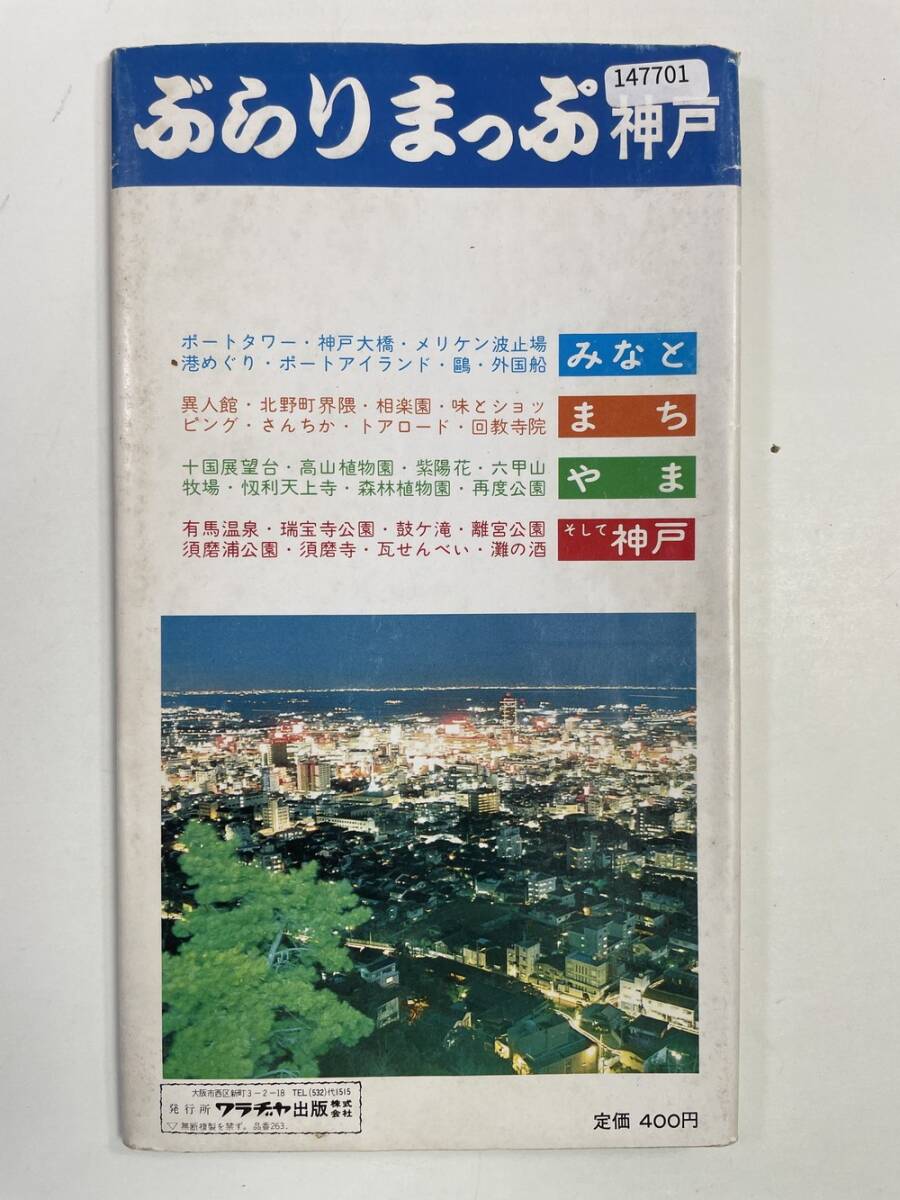 147701
ぶらりまっぷ神戸
ポートタワー・神戸大橋・メリケン波止場
港めぐり・ポートアイランド・鷗・外国船
みなと
異人館・北野町界隈・相楽園・味とショッ
ピング・さんちか・トアロード・回教寺院
まち
十国展望台・高山植物園・紫陽花・六甲山
牧場・忉利天上寺・森林植物園・再度公園
やま
有馬温泉・瑞宝寺公園・鼓ケ滝・離宮公園
須磨浦公園・須磨寺・瓦せんべい・灘の酒
そして神戸
大阪市西区新町3-2-18 TEL(532)代1515
発行所 ワラヂヤ出版株式会社
▽無断複製を禁ず。品番263.
定価 400円